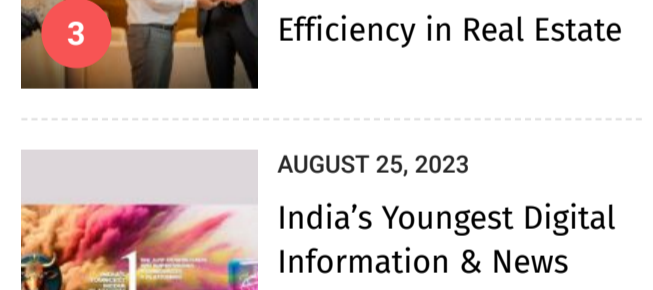 3
Efficiency in Real Estate
AUGUST 25, 2023
India’s Youngest Digital
Information & News